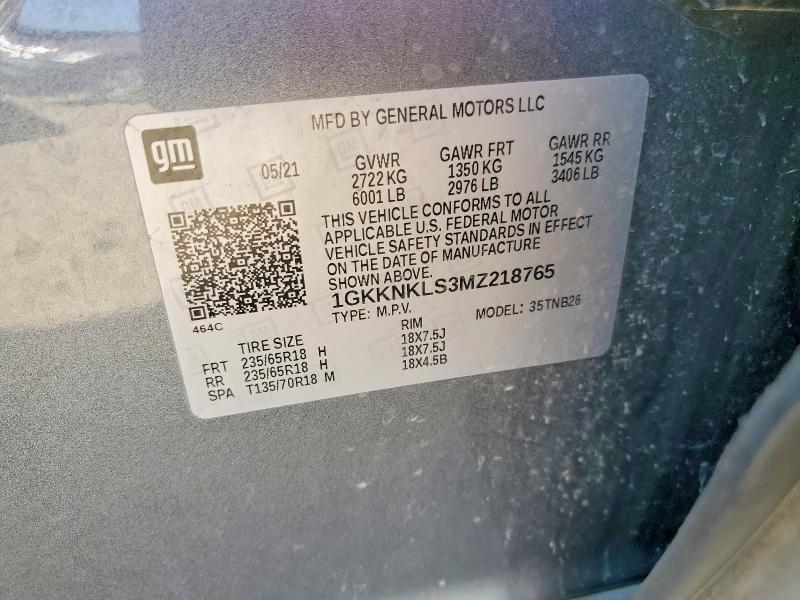 MFD BY GENERAL MOTORS LLC
gm
05/21
GVWR
2722 KG
6001 LB
GAWR FRT
1350 KG
2976 LB
GAWR RR
1545 KG
3406 LB
THIS VEHICLE CONFORMS TO ALL
APPLICABLE U.S. FEDERAL MOTOR
VEHICLE SAFETY STANDARDS IN EFFECT
ON THE DATE OF MANUFACTURE
SHOWN ABOVE.
1GKKNKLS3MZ218765
TYPE: M.P.V. MODEL: 35TNB26
464C
TIRE SIZE RIM
FRT 235/65R18 H 18X7.5J
RR 235/65R18 H 18X7.5J
SPA T135/70R18 M 18X4.5B